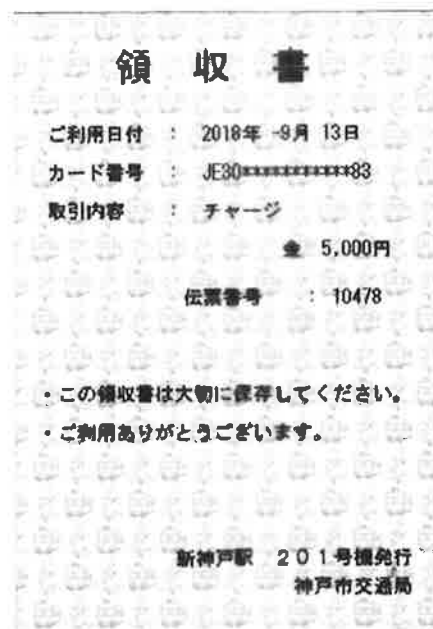 領収書
ご利用日付 : 2018年 -9月 13日
カード番号 : JE30***********83
取引内容 : チャージ
金 5,000円
伝票番号 : 10478
・この領収書は大切に保存してください。
・ご利用ありがとうございます。
新神戸駅 201号機発行
神戸市交通局